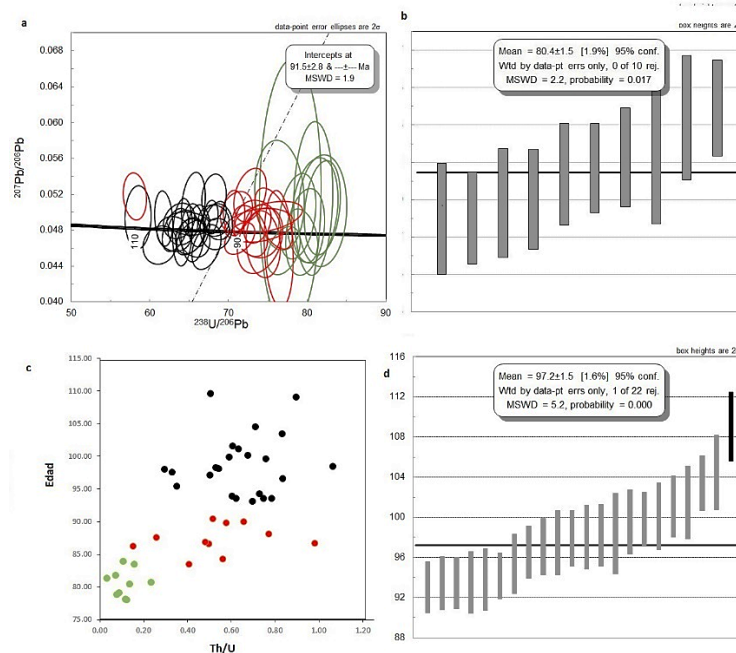 a
data-point error ellipses are 2σ
Intercepts at
91.5±2.8 & ---±--- Ma
MSWD = 1.9
0.068
0.064
0.060
0.056
0.052
0.048
0.044
0.040
207Pb/206Pb
110
90
50
60
70
80
90
238U/206Pb
b
box heights are
Mean = 80.4±1.5 [1.9%] 95% conf.
Wtd by data-pt errs only, 0 of 10 rej.
MSWD = 2.2, probability = 0.017
c
115.00
110.00
105.00
100.00
95.00
90.00
85.00
80.00
75.00
Edad
0.00
0.20
0.40
0.60
0.80
1.00
1.20
Th/U
d
box heights are 2
Mean = 97.2±1.5 [1.6%] 95% conf.
Wtd by data-pt errs only, 1 of 22 rej.
MSWD = 5.2, probability = 0.000
116
112
108
104
100
96
92
88